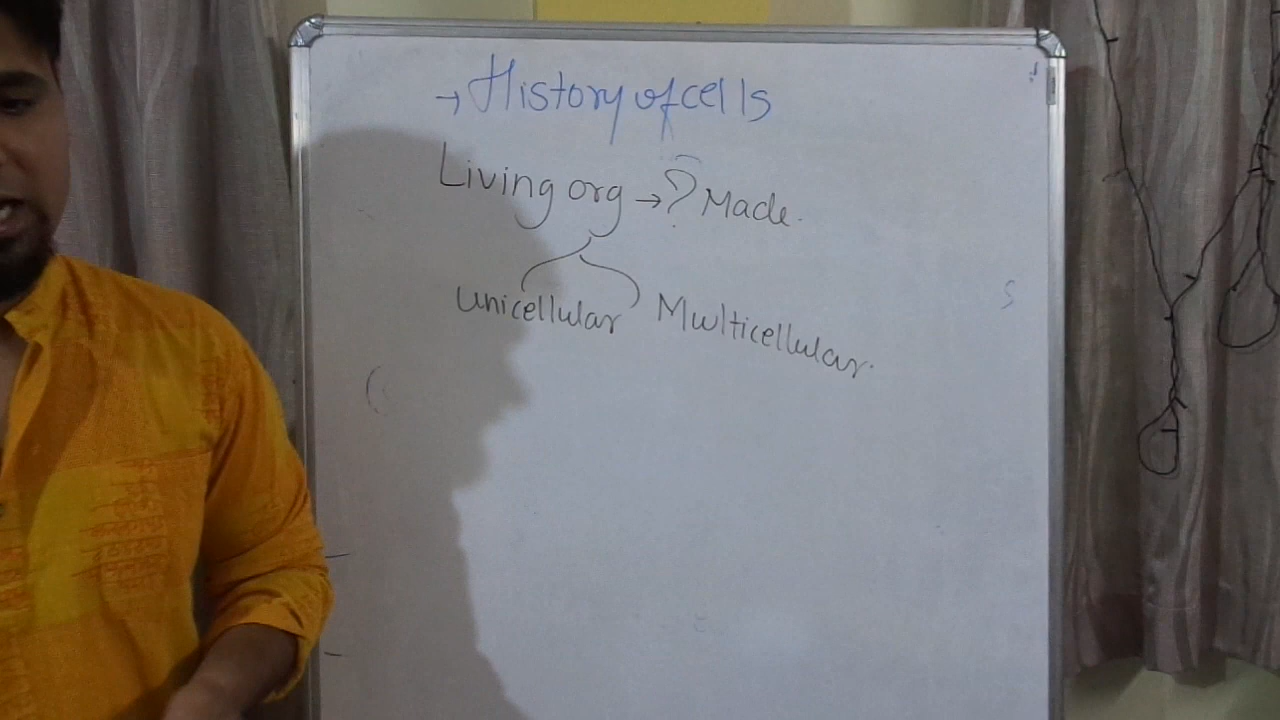 → History of cells
Living org → ? Made.
Unicellular Multicellular.